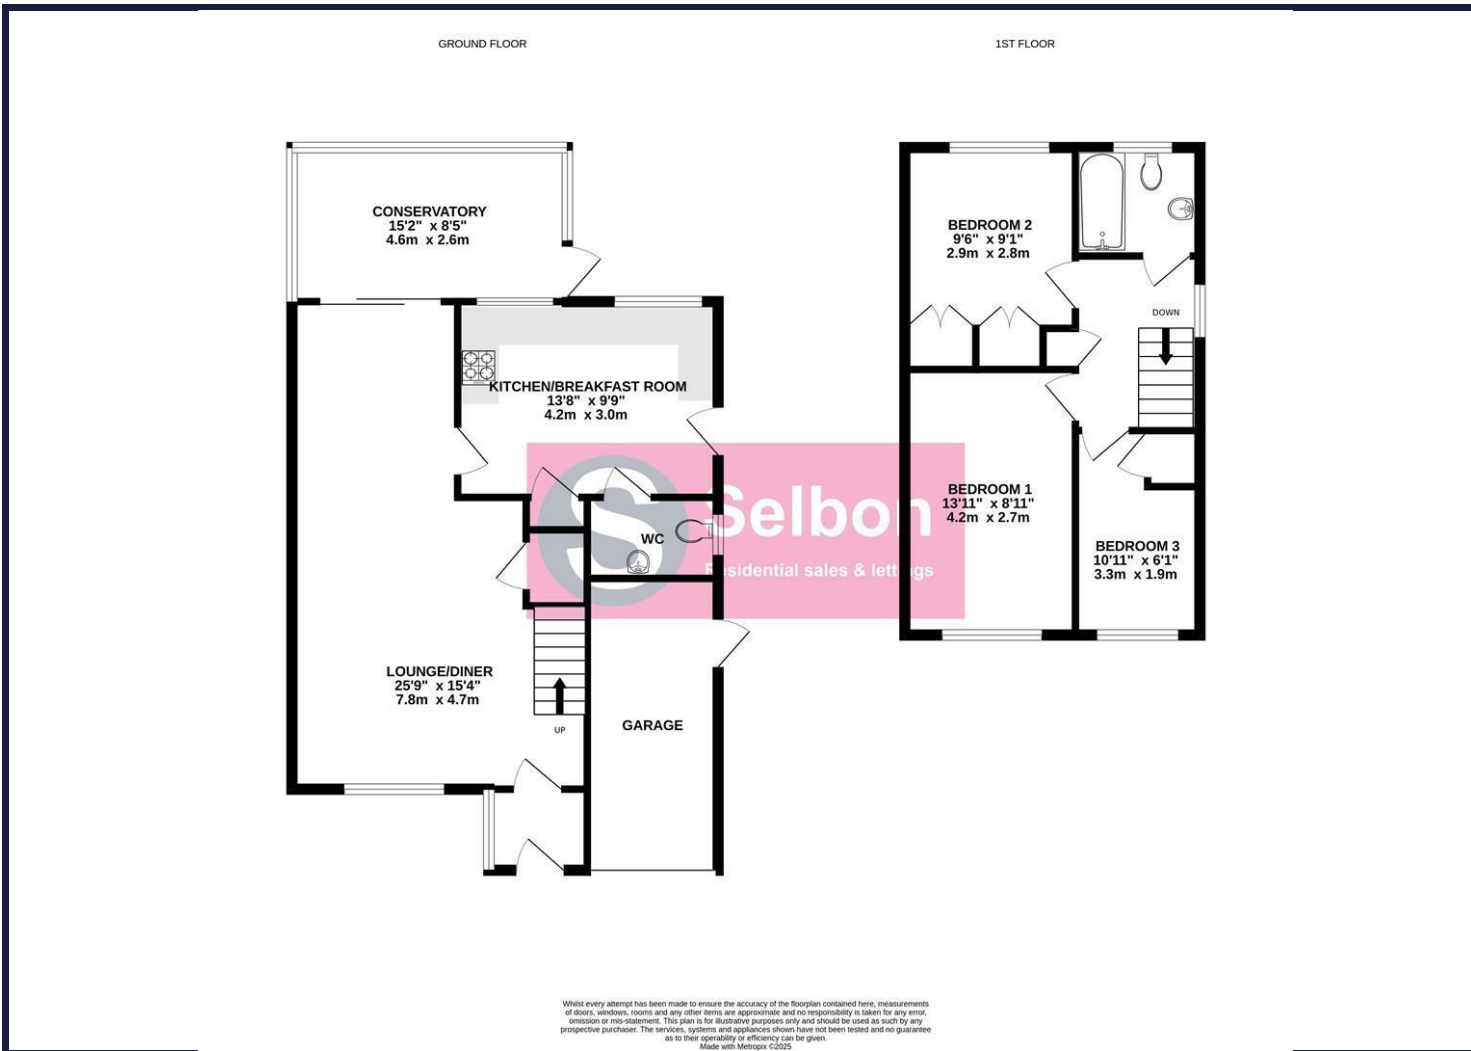 GROUND FLOOR
1ST FLOOR
CONSERVATORY
15'2" x 8'5"
4.6m x 2.6m
KITCHEN/BREAKFAST ROOM
13'8" x 9'9"
4.2m x 3.0m
WC
LOUNGE/DINER
25'9" x 15'4"
7.8m x 4.7m
UP
GARAGE
BEDROOM 2
9'6" x 9'1"
2.9m x 2.8m
DOWN
BEDROOM 1
13'11" x 8'11"
4.2m x 2.7m
BEDROOM 3
10'11" x 6'1"
3.3m x 1.9m
Selbon
Residential sales & lettings
Whilst every attempt has been made to ensure the accuracy of the floorplan contained here, measurements
of doors, windows, rooms and any other items are approximate and no responsibility is taken for any error,
omission or mis-statement. This plan is for illustrative purposes only and should be used as such by any
prospective purchaser. The services, systems and appliances shown have not been tested and no guarantee
as to their operability or efficiency can be given.
Made with Metropix ©2025